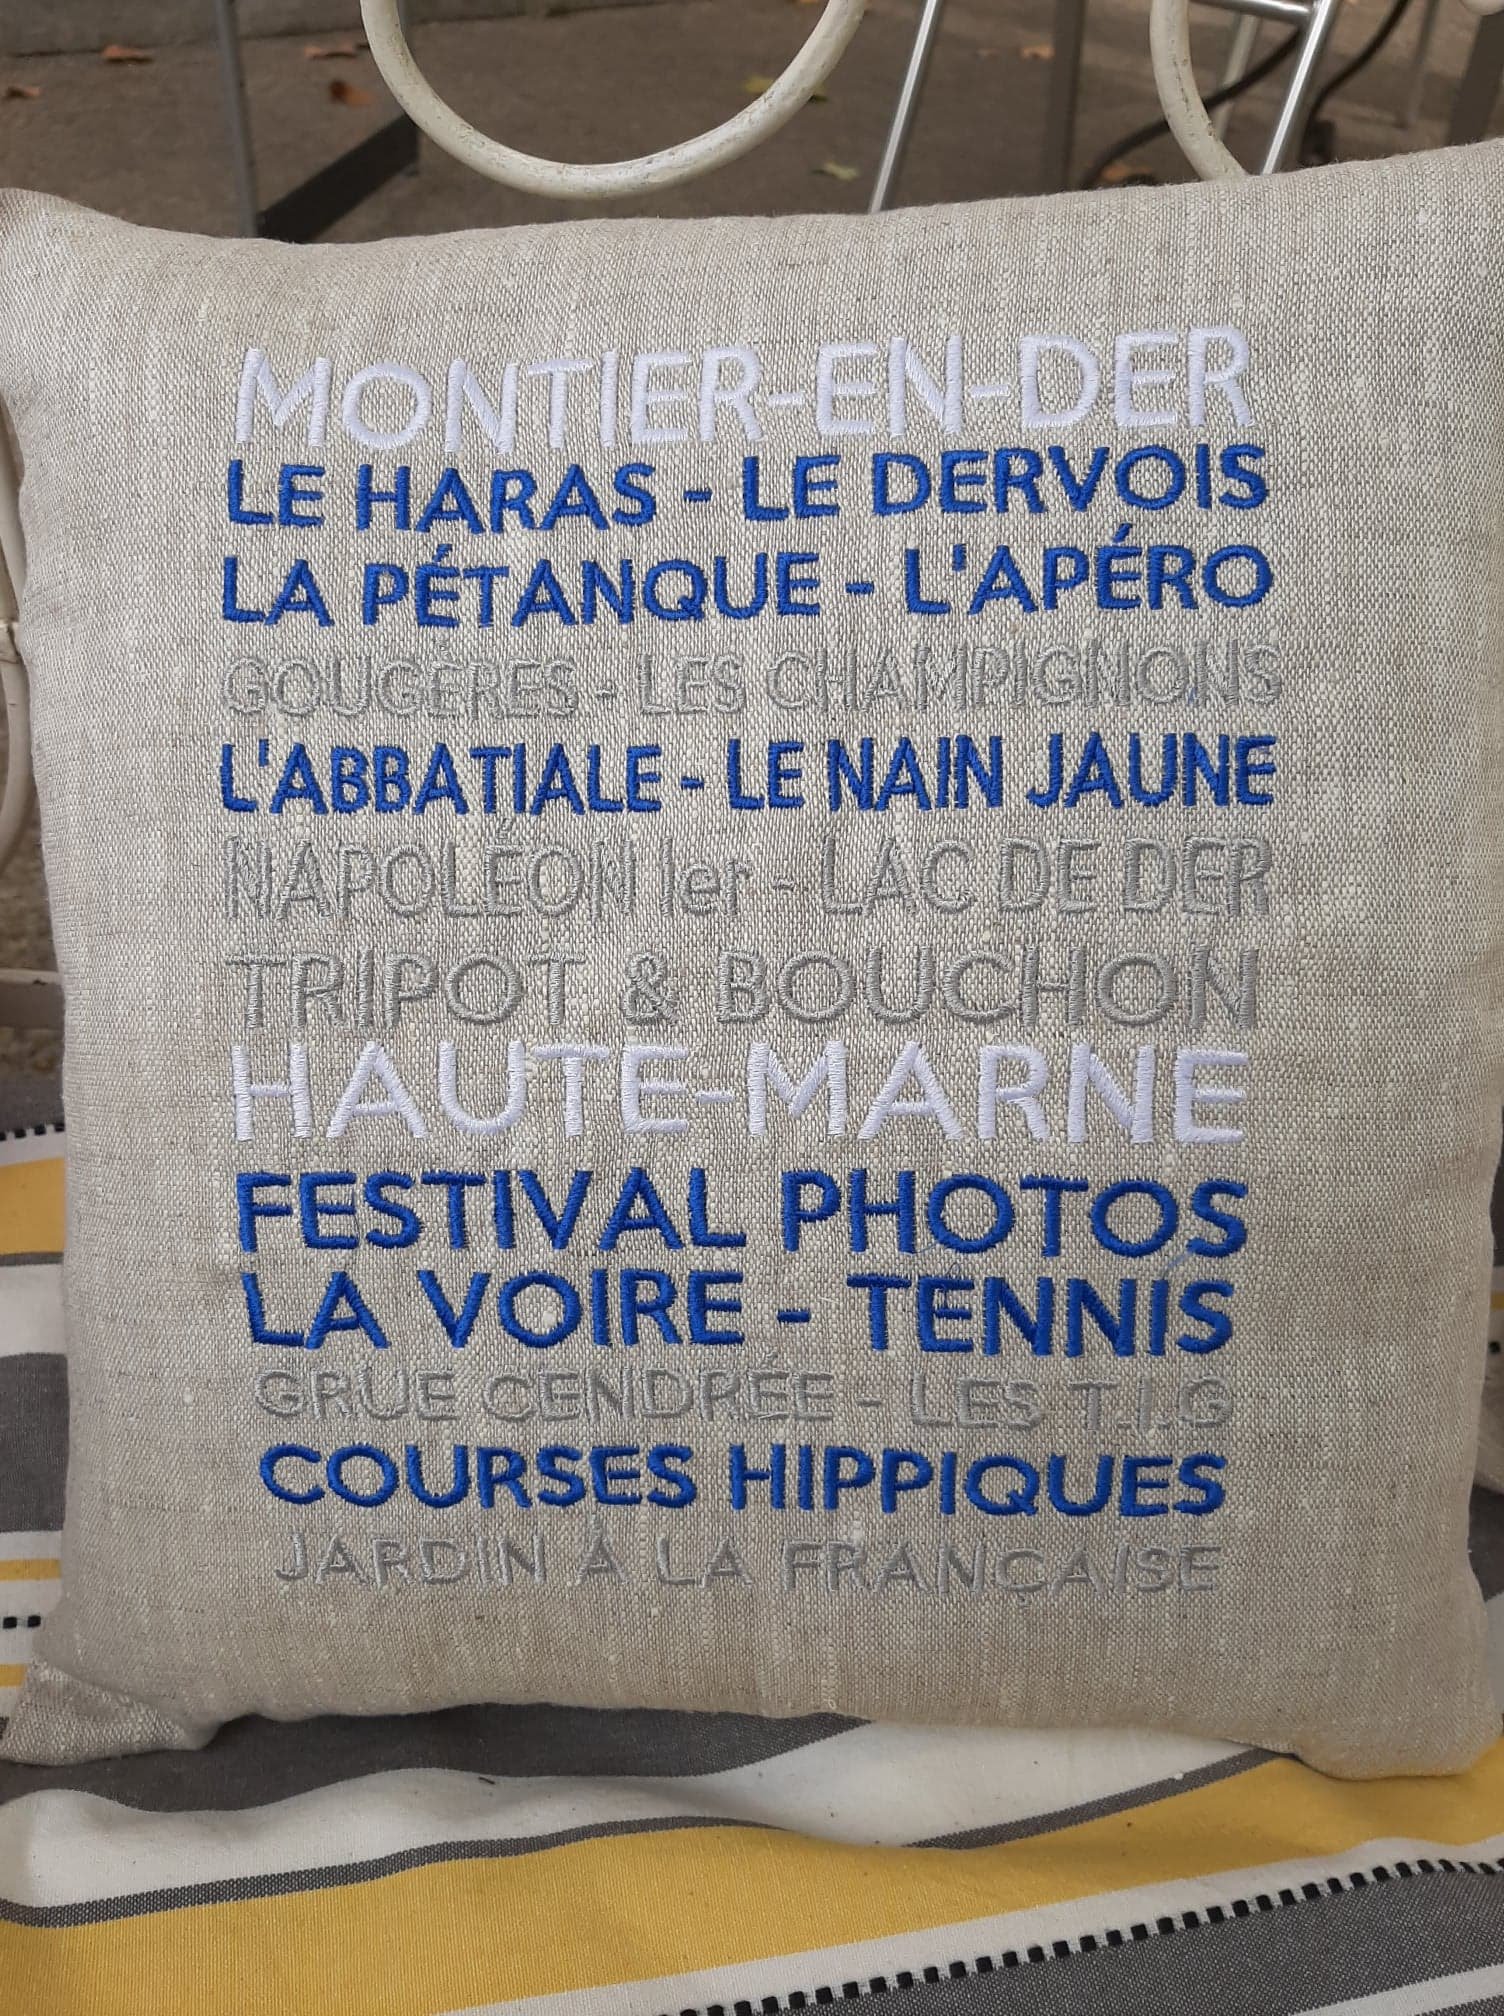 MONTIER-EN-DER
LE HARAS - LE DERVOIS
LA PÉTANQUE - L'APÉRO
GOUGÈRES - LES CHAMPIGNONS
L'ABBATIALE - LE NAIN JAUNE
NAPOLÉON Ier - LAC DE DER
TRIPOT & BOUCHON
HAUTE-MARNE
FESTIVAL PHOTOS
LA VOIRE - TENNIS
GRUE CENDRÉE - LES T.I.G
COURSES HIPPIQUES
JARDIN À LA FRANÇAISE